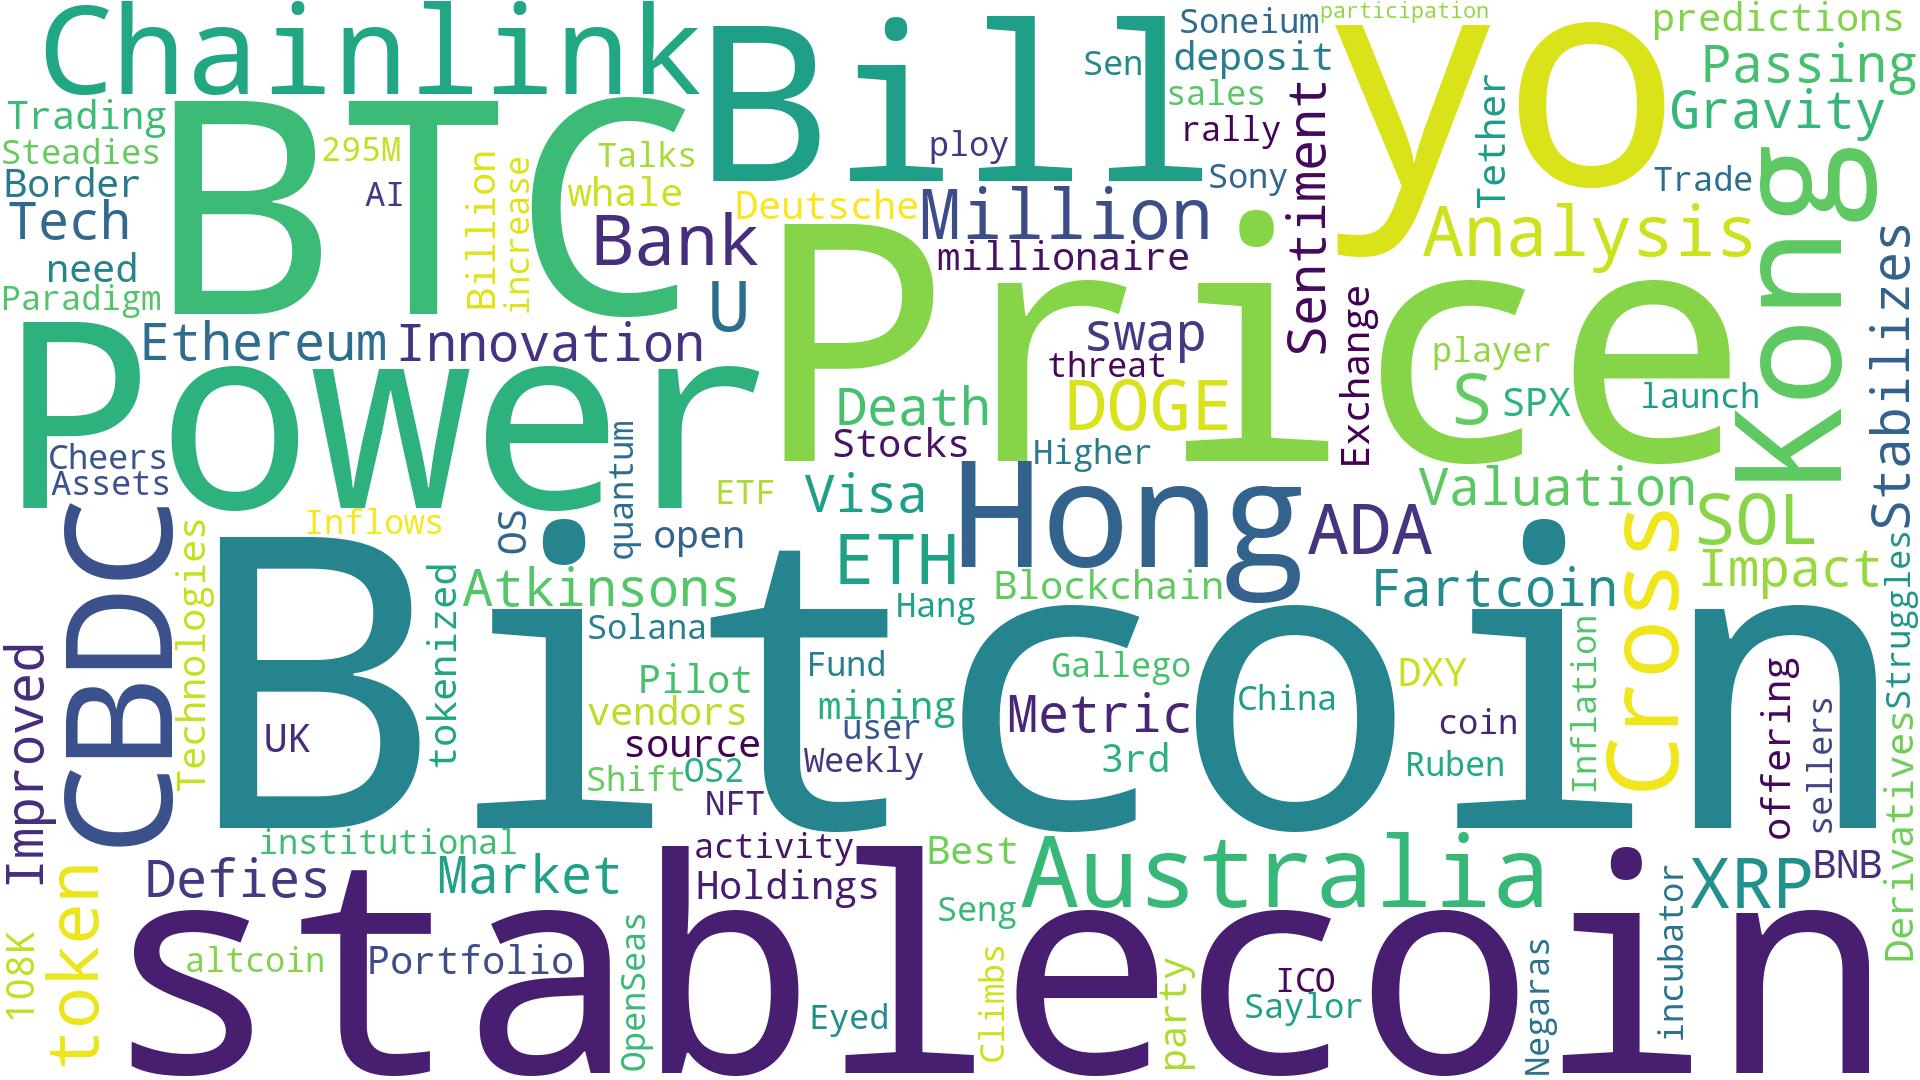 Chainlink
Bill
yo
Soneium
participation
predictions
Sen
deposit
Passing
Trading
BTC
sales
Sentiment
Tether
Gravity
Steadies
295M
Talks
ploy
rally
Border
AI
Billion
increase
whale
Sony
Trade
Kong
Tech
Bank
Deutsche
Million
Analysis
need
millionaire
Stabilizes
Paradigm
U
Price
Exchange
Power
Ethereum
Innovation
swap
player
threat
Death
DOGE
S
SPX
launch
Stocks
Higher
Cheers
Assets
quantum
ETF
Visa
Hong
Valuation
SOL
CBDC
Technologies
Inflows
OS
open
ETH
ADA
Cross
Impact
Struggles
Bitcoin
tokenized
Atkinsons
Blockchain
Fartcoin
Hang
Solana
Inflation
Improved
Pilot
Fund
Gallego
DXY
offering
sellers
vendors
mining
Metric
China
coin
UK
source
user
Derivatives
Shift
OS2
Weekly
3rd
Ruben
NFT
institutional
activity
Best
Australia
token
Defies
Market
Holdings
XRP
BNB
108K
stablecoin
Seng
incubator
altcoin
Portfolio
OpenSeas
Eyed
Climbs
party
ICO
Saylor
Negaras